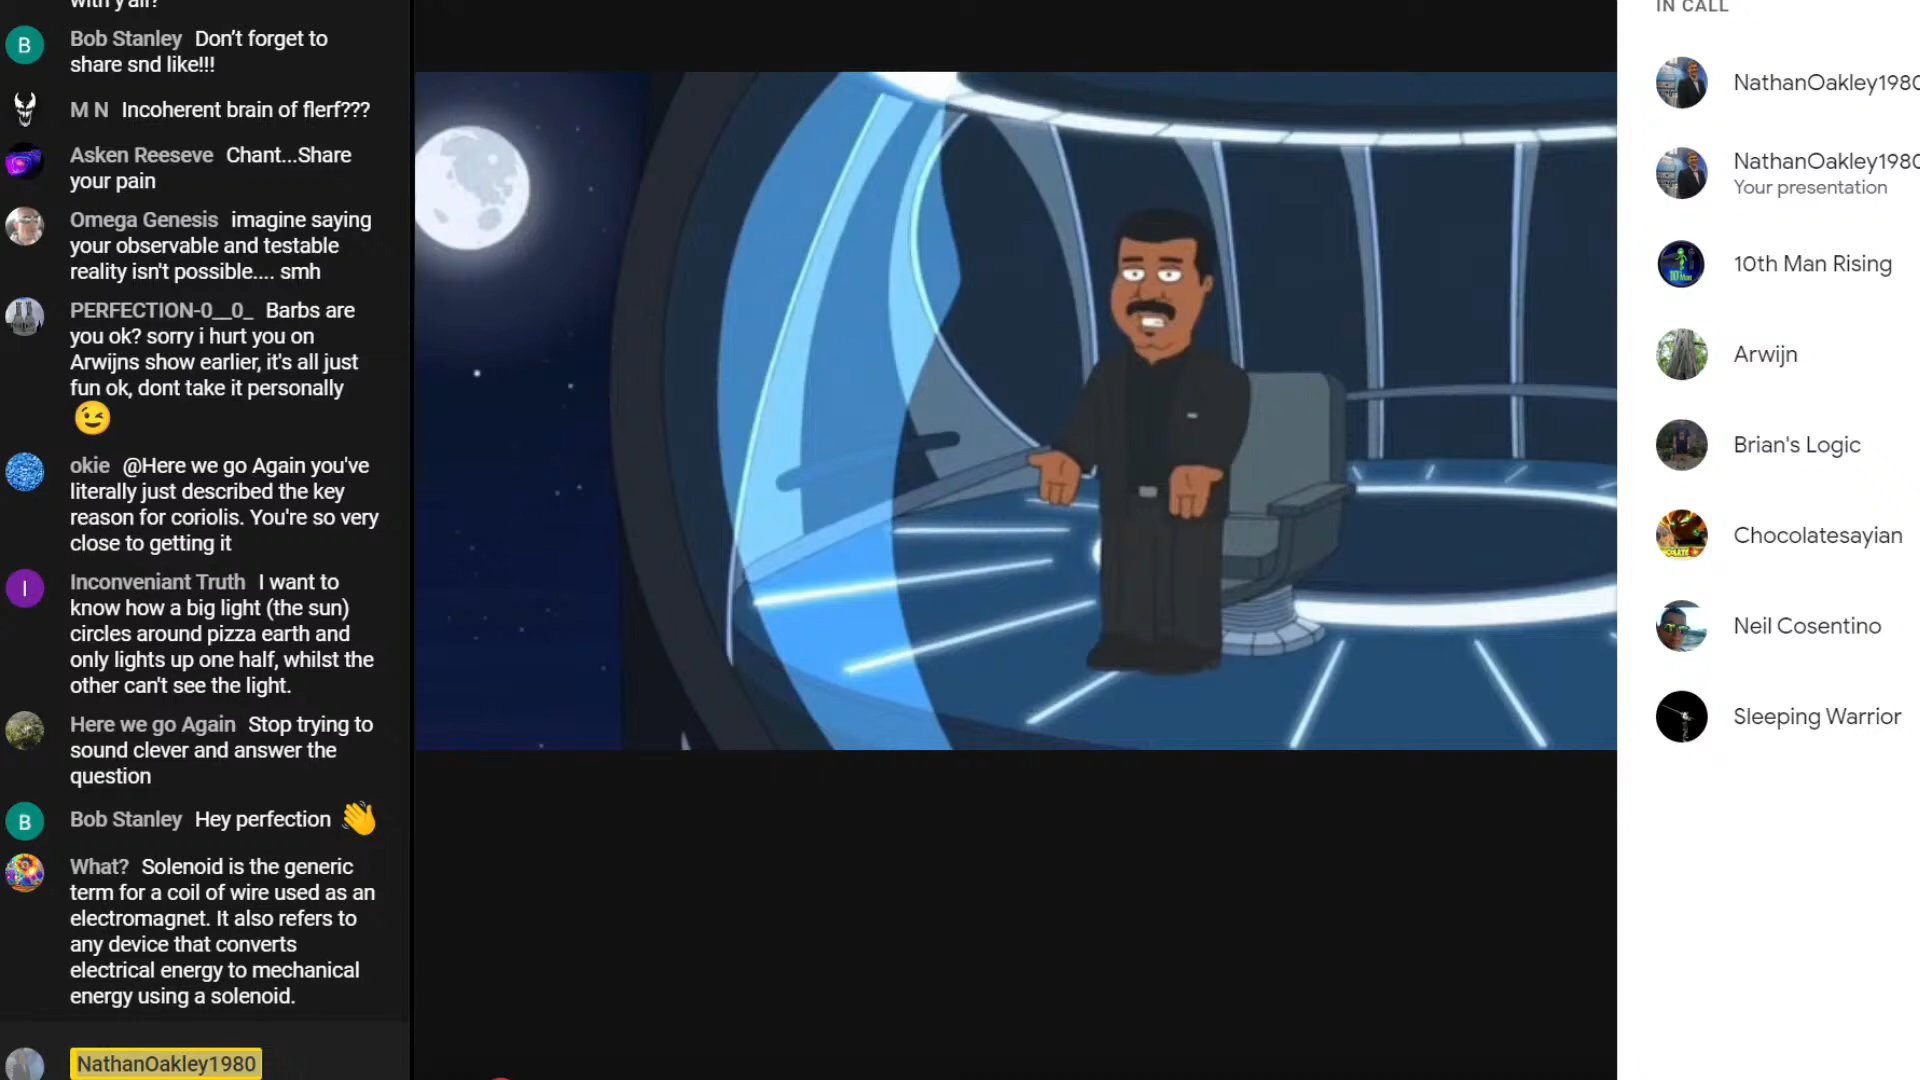 with y'all?
Bob Stanley Don't forget to
share snd like!!!
M N Incoherent brain of flerf???
Asken Reeseve Chant...Share
your pain
Omega Genesis imagine saying
your observable and testable
reality isn't possible.... smh
PERFECTION-0__0_ Barbs are
you ok? sorry i hurt you on
Arwijns show earlier, it's all just
fun ok, dont take it personally
okie @Here we go Again you've
literally just described the key
reason for coriolis. You're so very
close to getting it
Inconveniant Truth I want to
know how a big light (the sun)
circles around pizza earth and
only lights up one half, whilst the
other can't see the light.
Here we go Again Stop trying to
sound clever and answer the
question
Bob Stanley Hey perfection
What? Solenoid is the generic
term for a coil of wire used as an
electromagnet. It also refers to
any device that converts
electrical energy to mechanical
energy using a solenoid.
NathanOakley1980
IN CALL
NathanOakley1980
NathanOakley1980
Your presentation
10th Man Rising
Arwijn
Brian's Logic
Chocolatesayian
Neil Cosentino
Sleeping Warrior